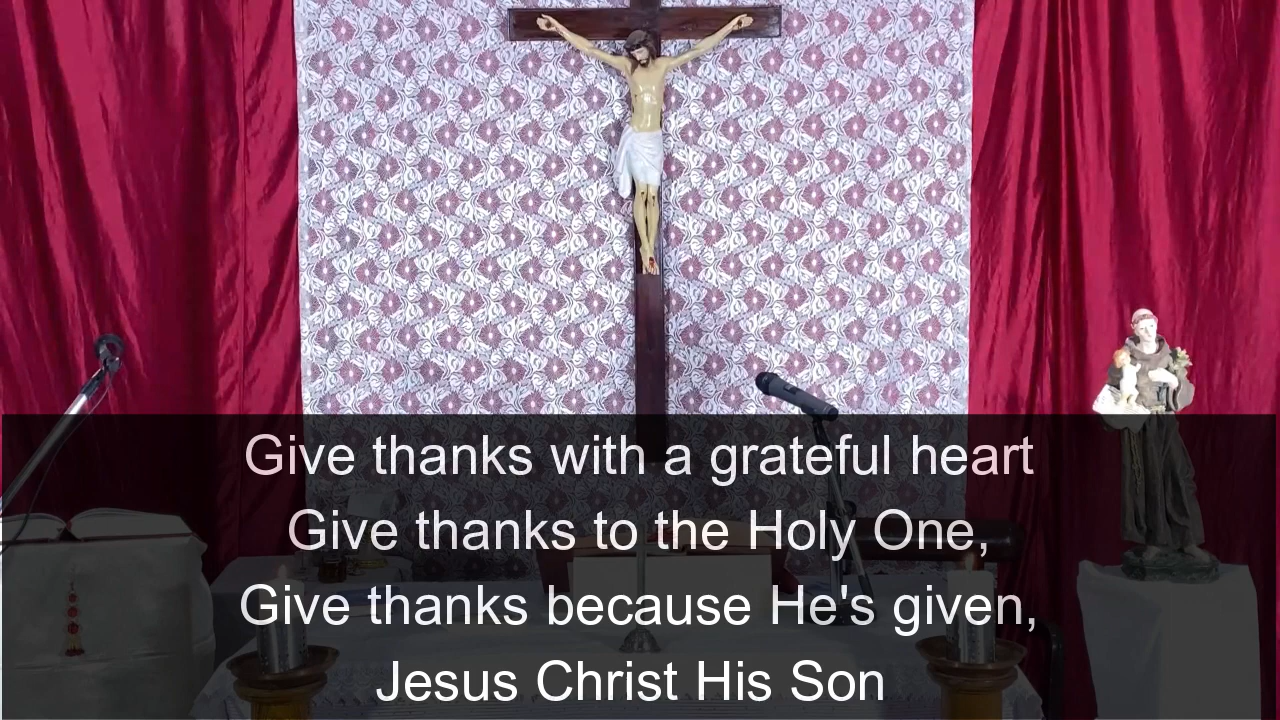 Give thanks with a grateful heart
Give thanks to the Holy One,
Give thanks because He's given,
Jesus Christ His Son